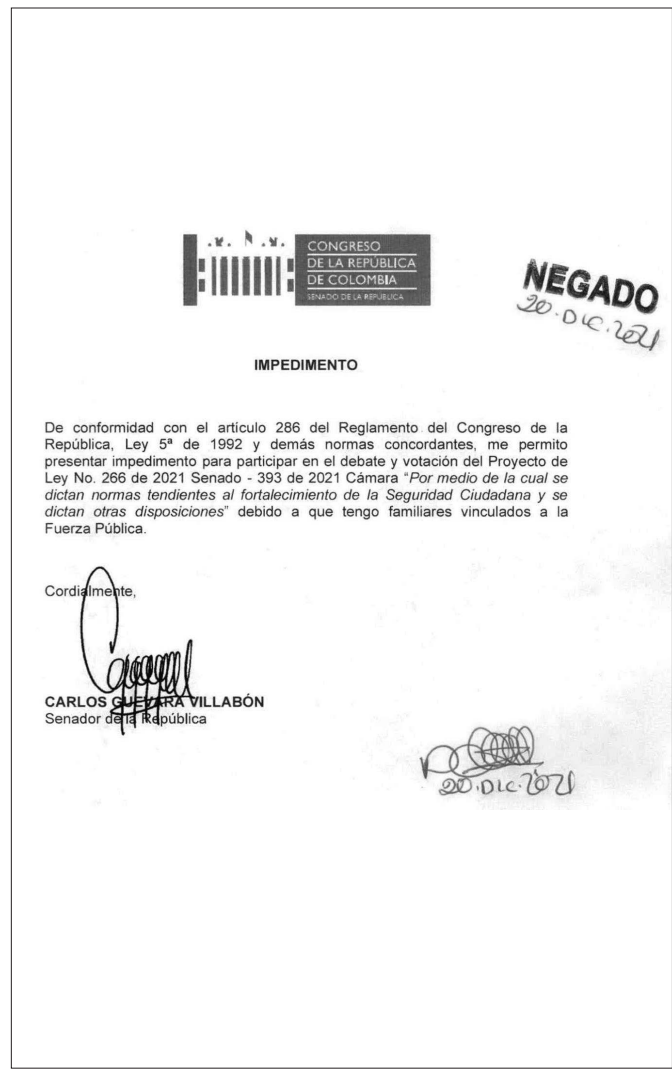 CONGRESO
DE LA REPÚBLICA
DE COLOMBIA
SENADO DE LA REPUBLICA
NEGADO
20.DIC.2021
IMPEDIMENTO
De conformidad con el artículo 286 del Reglamento del Congreso de la
República, Ley 5ª de 1992 y demás normas concordantes, me permito
presentar impedimento para participar en el debate y votación del Proyecto de
Ley No. 266 de 2021 Senado - 393 de 2021 Cámara “Por medio de la cual se
dictan normas tendientes al fortalecimiento de la Seguridad Ciudadana y se
dictan otras disposiciones” debido a que tengo familiares vinculados a la
Fuerza Pública.
Cordialmente,
CARLOS GUEVARA VILLABÓN
Senador de la República
20.DIC.2021